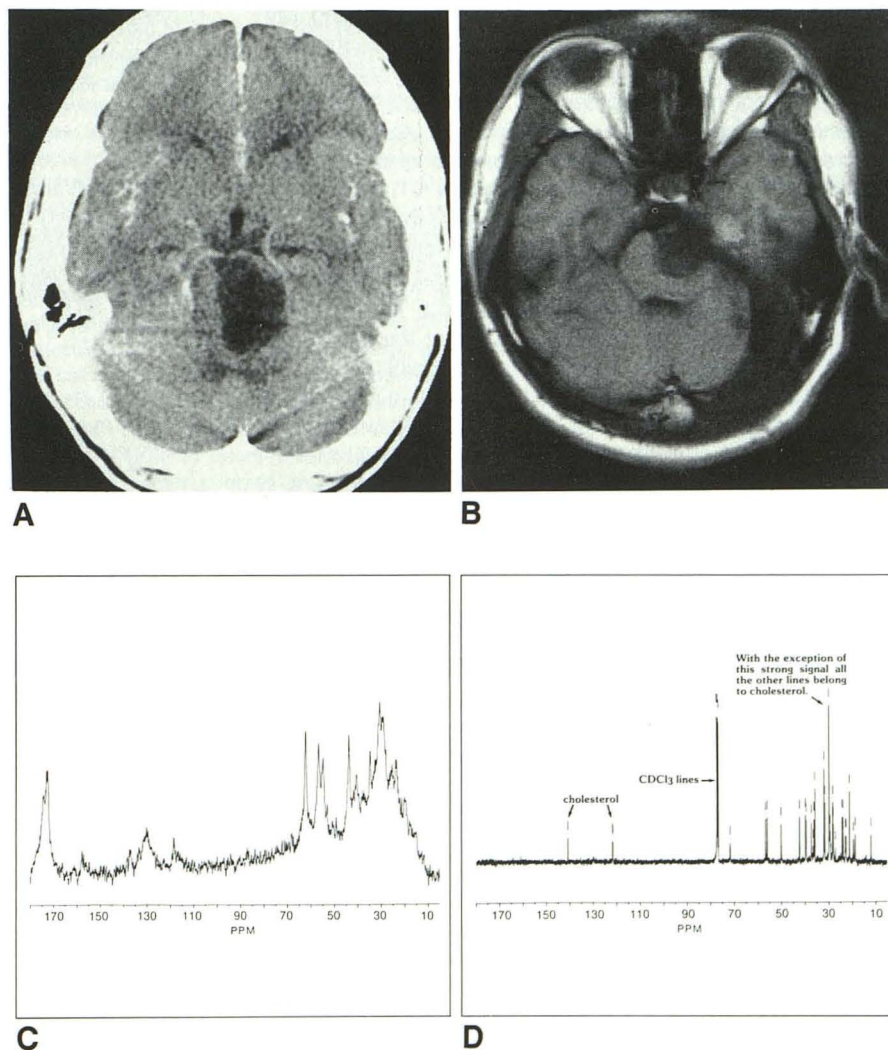 A
B
With the exception of
this strong signal all
the other lines belong
to cholesterol.
CDCl3 lines
cholesterol
170 150 130 110 90 70 50 30 10
PPM
170 150 130 110 90 70 50 30 10
PPM
C
D